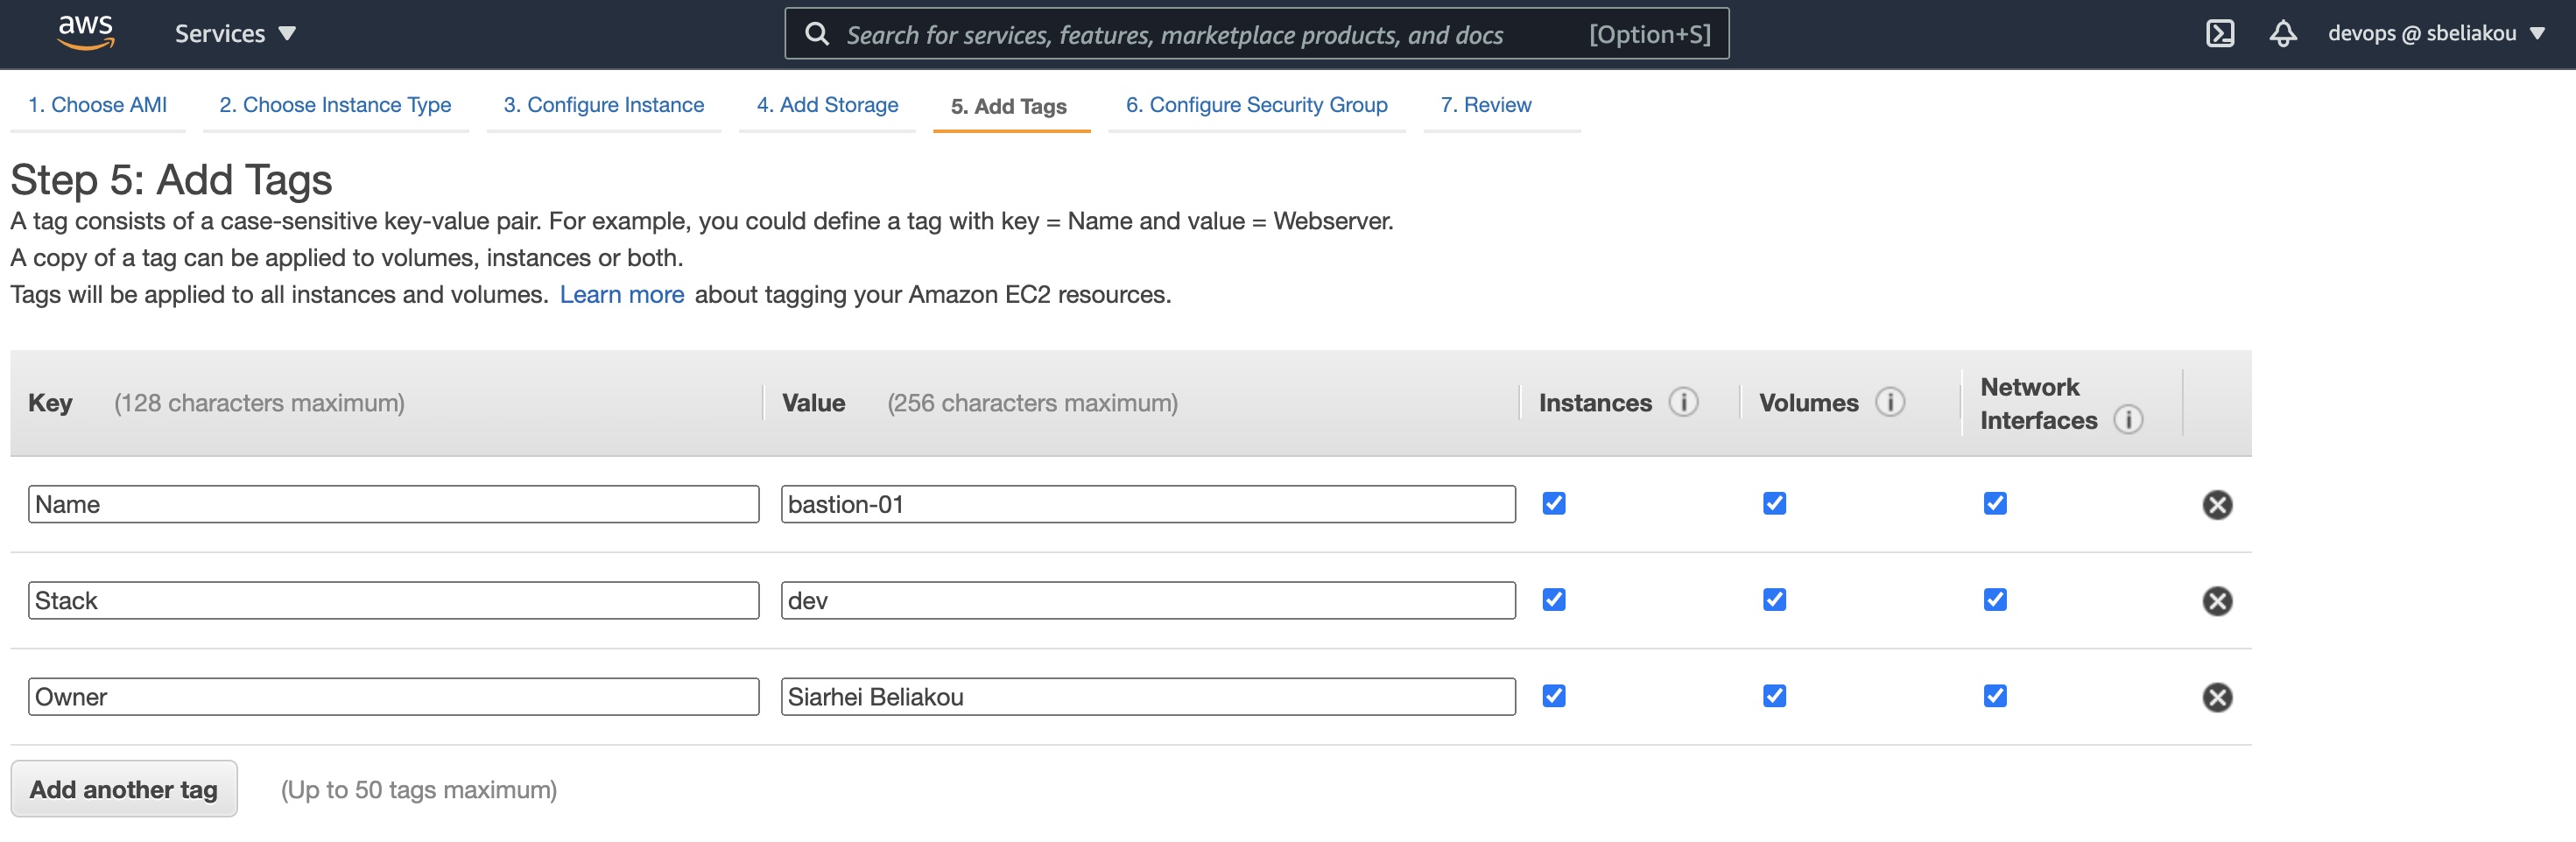 aws Services Search for services, features, marketplace products, and docs [Option+S] devops @ sbeliakou
1. Choose AMI 2. Choose Instance Type 3. Configure Instance 4. Add Storage 5. Add Tags 6. Configure Security Group 7. Review
Step 5: Add Tags
A tag consists of a case-sensitive key-value pair. For example, you could define a tag with key = Name and value = Webserver.
A copy of a tag can be applied to volumes, instances or both.
Tags will be applied to all instances and volumes. Learn more about tagging your Amazon EC2 resources.
Key (128 characters maximum) Value (256 characters maximum) Instances Volumes Network
Interfaces
Name bastion-01
Stack dev
Owner Siarhei Beliakou
Add another tag (Up to 50 tags maximum)